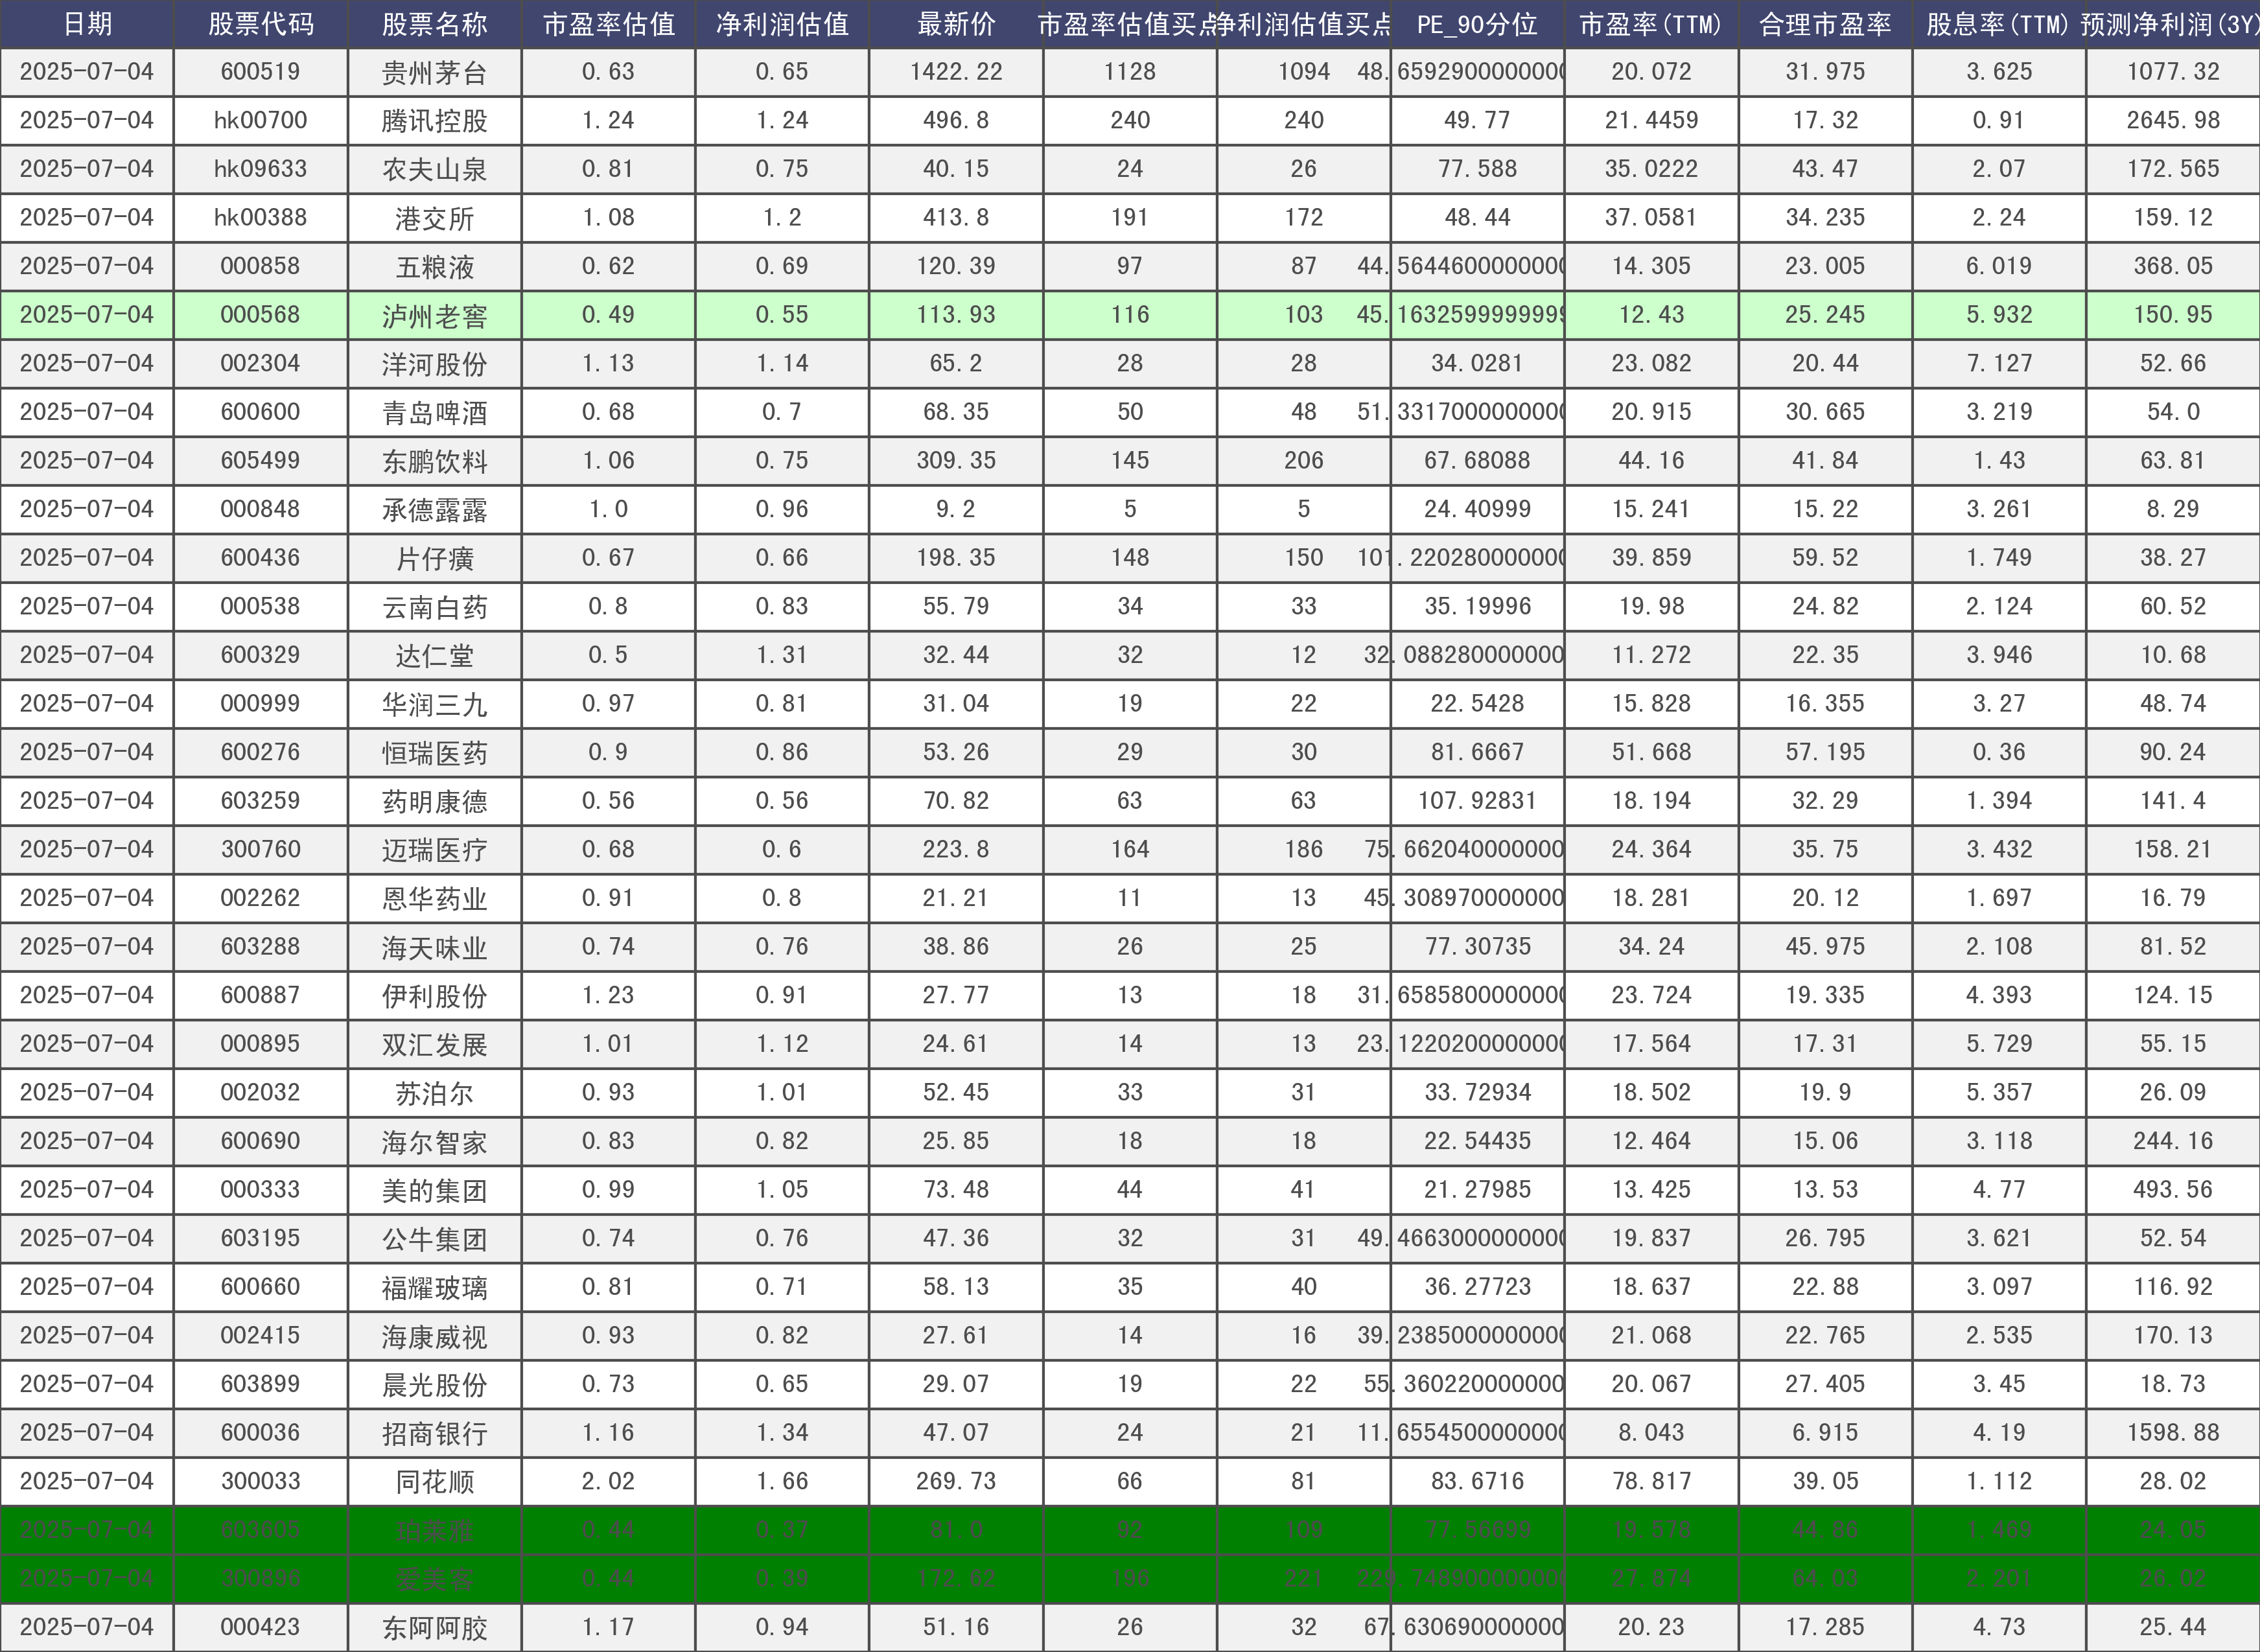 日期 股票代码 股票名称 市盈率估值 净利润估值 最新价 市盈率估值买点 净利润估值买点 PE_90分位 市盈率(TTM) 合理市盈率 股息率(TTM) 预测净利润(3Y)
2025-07-04 600519 贵州茅台 0.63 0.65 1422.22 1128 1094 48.6592900000000 20.072 31.975 3.625 1077.32
2025-07-04 hk00700 腾讯控股 1.24 1.24 496.8 240 240 49.77 21.4459 17.32 0.91 2645.98
2025-07-04 hk09633 农夫山泉 0.81 0.75 40.15 24 26 77.588 35.0222 43.47 2.07 172.565
2025-07-04 hk00388 港交所 1.08 1.2 413.8 191 172 48.44 37.0581 34.235 2.24 159.12
2025-07-04 000858 五粮液 0.62 0.69 120.39 97 87 44.5644600000000 14.305 23.005 6.019 368.05
2025-07-04 000568 泸州老窖 0.49 0.55 113.93 116 103 45.1632599999999 12.43 25.245 5.932 150.95
2025-07-04 002304 洋河股份 1.13 1.14 65.2 28 28 34.0281 23.082 20.44 7.127 52.66
2025-07-04 600600 青岛啤酒 0.68 0.7 68.35 50 48 51.3317000000000 20.915 30.665 3.219 54.0
2025-07-04 605499 东鹏饮料 1.06 0.75 309.35 145 206 67.68088 44.16 41.84 1.43 63.81
2025-07-04 000848 承德露露 1.0 0.96 9.2 5 5 24.40999 15.241 15.22 3.261 8.29
2025-07-04 600436 片仔癀 0.67 0.66 198.35 148 150 101.220280000000 39.859 59.52 1.749 38.27
2025-07-04 000538 云南白药 0.8 0.83 55.79 34 33 35.19996 19.98 24.82 2.124 60.52
2025-07-04 600329 达仁堂 0.5 1.31 32.44 32 12 32.088280000000 11.272 22.35 3.946 10.68
2025-07-04 000999 华润三九 0.97 0.81 31.04 19 22 22.5428 15.828 16.355 3.27 48.74
2025-07-04 600276 恒瑞医药 0.9 0.86 53.26 29 30 81.6667 51.668 57.195 0.36 90.24
2025-07-04 603259 药明康德 0.56 0.56 70.82 63 63 107.92831 18.194 32.29 1.394 141.4
2025-07-04 300760 迈瑞医疗 0.68 0.6 223.8 164 186 75.662040000000 24.364 35.75 3.432 158.21
2025-07-04 002262 恩华药业 0.91 0.8 21.21 11 13 45.308970000000 18.281 20.12 1.697 16.79
2025-07-04 603288 海天味业 0.74 0.76 38.86 26 25 77.30735 34.24 45.975 2.108 81.52
2025-07-04 600887 伊利股份 1.23 0.91 27.77 13 18 31.6585800000000 23.724 19.335 4.393 124.15
2025-07-04 000895 双汇发展 1.01 1.12 24.61 14 13 23.1220200000000 17.564 17.31 5.729 55.15
2025-07-04 002032 苏泊尔 0.93 1.01 52.45 33 31 33.72934 18.502 19.9 5.357 26.09
2025-07-04 600690 海尔智家 0.83 0.82 25.85 18 18 22.54435 12.464 15.06 3.118 244.16
2025-07-04 000333 美的集团 0.99 1.05 73.48 44 41 21.27985 13.425 13.53 4.77 493.56
2025-07-04 603195 公牛集团 0.74 0.76 47.36 32 31 49.4663000000000 19.837 26.795 3.621 52.54
2025-07-04 600660 福耀玻璃 0.81 0.71 58.13 35 40 36.27723 18.637 22.88 3.097 116.92
2025-07-04 002415 海康威视 0.93 0.82 27.61 14 16 39.2385000000000 21.068 22.765 2.535 170.13
2025-07-04 603899 晨光股份 0.73 0.65 29.07 19 22 55.360220000000 20.067 27.405 3.45 18.73
2025-07-04 600036 招商银行 1.16 1.34 47.07 24 21 11.6554500000000 8.043 6.915 4.19 1598.88
2025-07-04 300033 同花顺 2.02 1.66 269.73 66 81 83.6716 78.817 39.05 1.112 28.02
2025-07-04 603605 珀莱雅 0.44 0.37 81.0 92 109 77.56699 19.578 44.86 1.469 24.05
2025-07-04 300896 爱美客 0.44 0.39 172.62 196 221 229.748900000000 27.874 64.03 2.201 26.02
2025-07-04 000423 东阿阿胶 1.17 0.94 51.16 26 32 67.630690000000 20.23 17.285 4.73 25.44